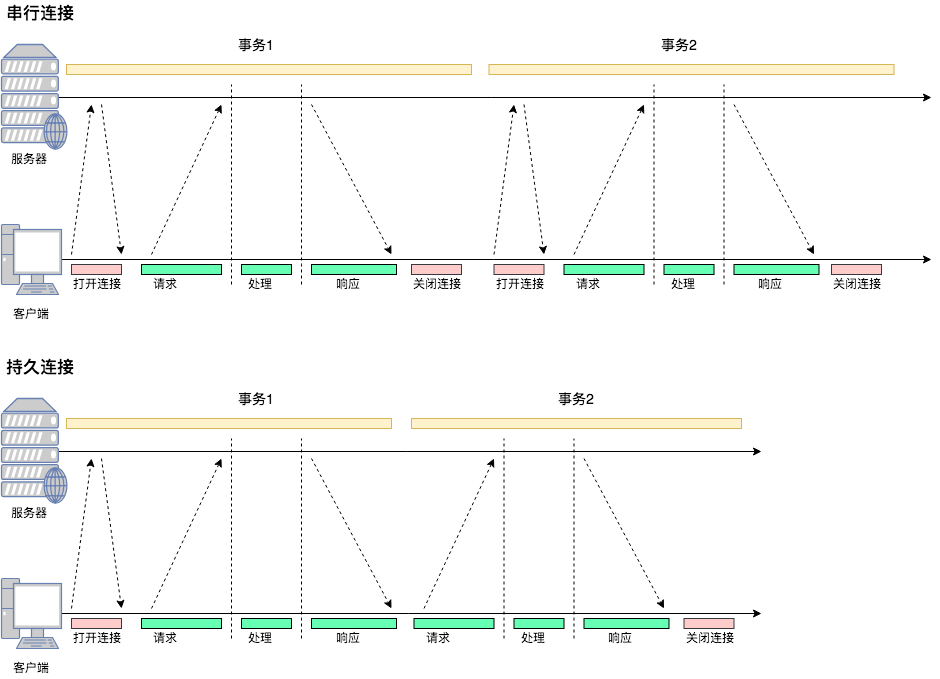 串行连接
事务1
事务2
服务器
打开连接
请求
处理
响应
关闭连接
打开连接
请求
处理
响应
关闭连接
客户端
持久连接
事务1
事务2
服务器
打开连接
请求
处理
响应
请求
处理
响应
关闭连接
客户端